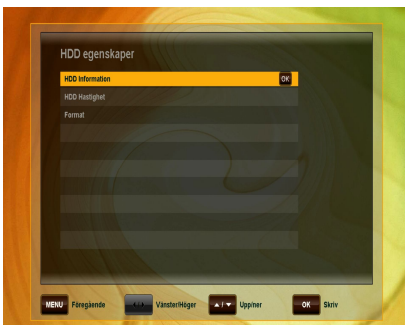 HDD egenskaper
HDD Information OK
HDD Hastighet
Format
MENU Föregående ◄/► Vänster/Höger ▲/▼ Upp/ner OK Skriv